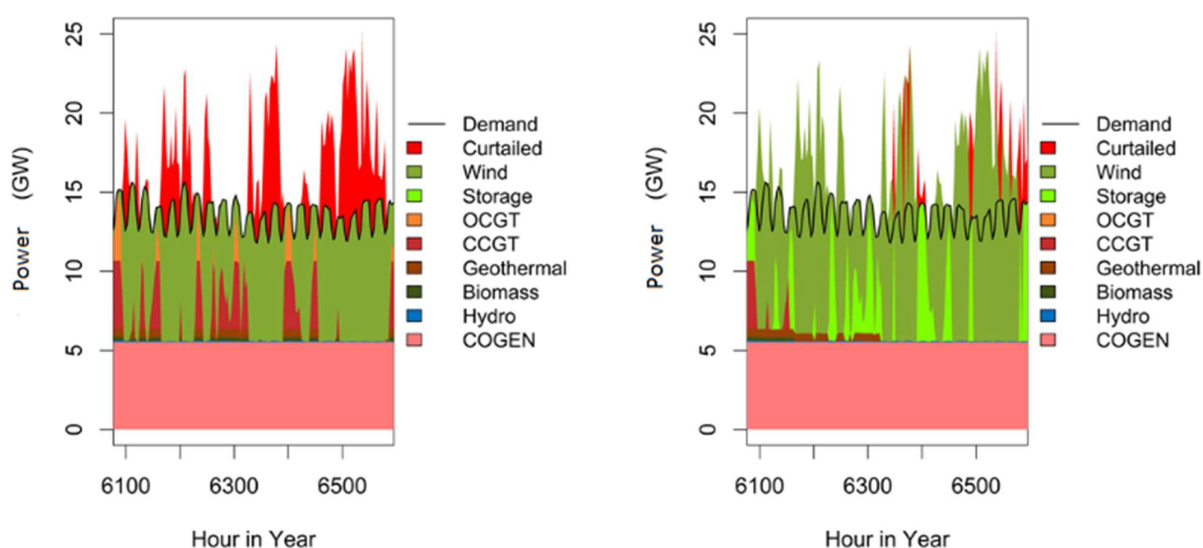 Power (GW)
25
20
15
10
5
0
6100 6300 6500
Hour in Year
Demand
Curtailed
Wind
Storage
OCGT
CCGT
Geothermal
Biomass
Hydro
COGEN
Power (GW)
25
20
15
10
5
0
6100 6300 6500
Hour in Year
Demand
Curtailed
Wind
Storage
OCGT
CCGT
Geothermal
Biomass
Hydro
COGEN